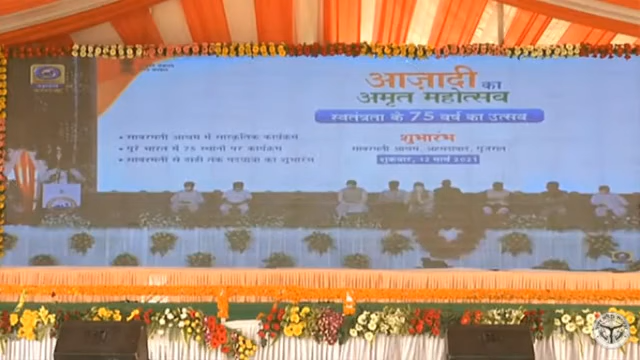 आज़ादी का
अमृत महोत्सव
स्वतंत्रता के 75 वर्ष का उत्सव
• साबरमती आश्रम में सांस्कृतिक कार्यक्रम
• पूरे भारत में 75 स्थानों पर कार्यक्रम
• साबरमती से दांडी तक पदयात्रा का शुभारंभ
शुभारंभ
साबरमती आश्रम, अहमदाबाद, गुजरात
शुक्रवार, 12 मार्च 2021